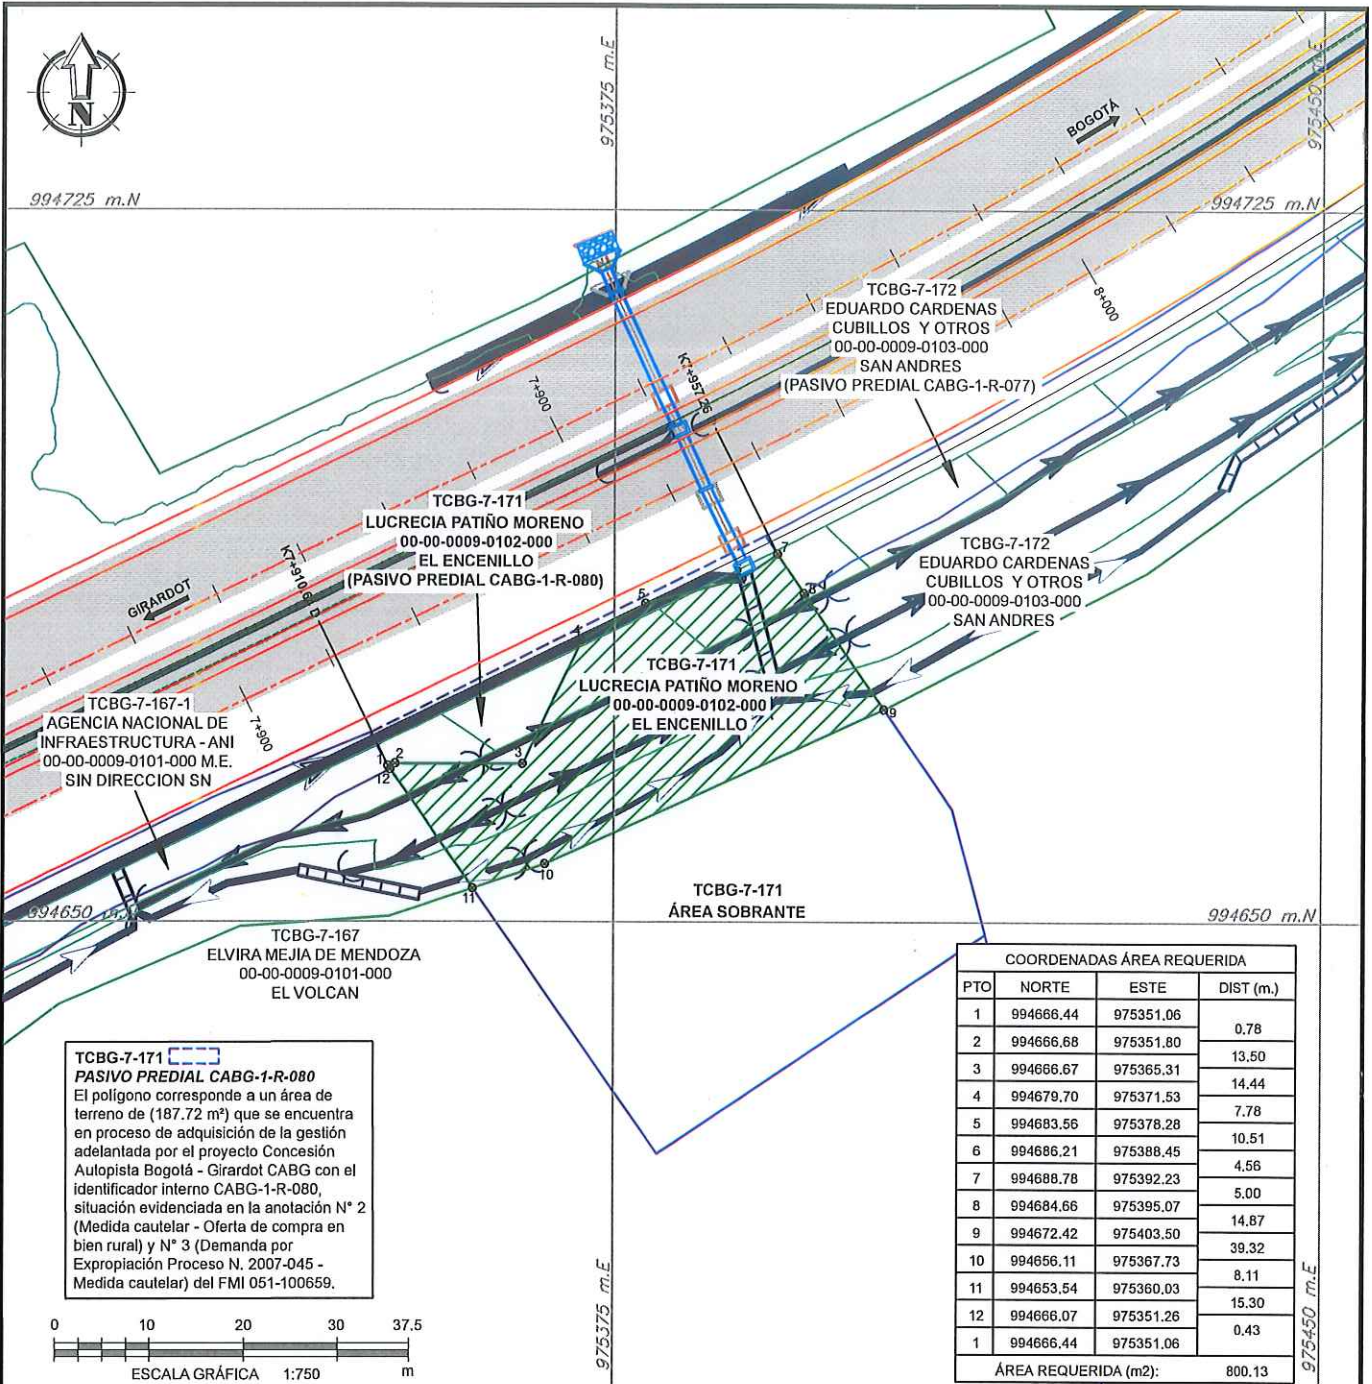 N
975375 m.E
975450 m.E
BOGOTÁ
994725 m.N
994725 m.N
TCBG-7-172
EDUARDO CARDENAS
CUBILLOS Y OTROS
00-00-0009-0103-000
SAN ANDRES
(PASIVO PREDIAL CABG-1-R-077)
8+000
K7+957.26
7+900
TCBG-7-171
LUCRECIA PATIÑO MORENO
00-00-0009-0102-000
EL ENCENILLO
(PASIVO PREDIAL CABG-1-R-080)
TCBG-7-172
EDUARDO CARDENAS
CUBILLOS Y OTROS
00-00-0009-0103-000
SAN ANDRES
GIRARDOT
7
8
5
4
TCBG-7-171
LUCRECIA PATIÑO MORENO
00-00-0009-0102-000
EL ENCENILLO
9
TCBG-7-167-1
AGENCIA NACIONAL DE
INFRAESTRUCTURA - ANI
00-00-0009-0101-000 M.E.
SIN DIRECCION SN
7+900
1 2
12
3
10
11
TCBG-7-171
ÁREA SOBRANTE
994650 m.N
994650 m.N
TCBG-7-167
ELVIRA MEJIA DE MENDOZA
00-00-0009-0101-000
EL VOLCAN
COORDENADAS ÁREA REQUERIDA
PTO NORTE ESTE DIST (m.)
1 994666.44 975351.06
0.78
2 994666.68 975351.80
13.50
3 994666.67 975365.31
14.44
4 994679.70 975371.53
7.78
5 994683.56 975378.28
10.51
6 994686.21 975388.45
4.56
7 994688.78 975392.23
5.00
8 994684.66 975395.07
14.87
9 994672.42 975403.50
39.32
10 994656.11 975367.73
8.11
11 994653.54 975360.03
15.30
12 994666.07 975351.26
0.43
1 994666.44 975351.06
ÁREA REQUERIDA (m2): 800.13
TCBG-7-171
PASIVO PREDIAL CABG-1-R-080
El polígono corresponde a un área de
terreno de (187.72 m²) que se encuentra
en proceso de adquisición de la gestión
adelantada por el proyecto Concesión
Autopista Bogotá - Girardot CABG con el
identificador interno CABG-1-R-080,
situación evidenciada en la anotación N° 2
(Medida cautelar - Oferta de compra en
bien rural) y N° 3 (Demanda por
Expropiación Proceso N. 2007-045 -
Medida cautelar) del FMI 051-100659.
975375 m.E
975450 m.E
0 10 20 30 37.5
ESCALA GRÁFICA 1:750 m